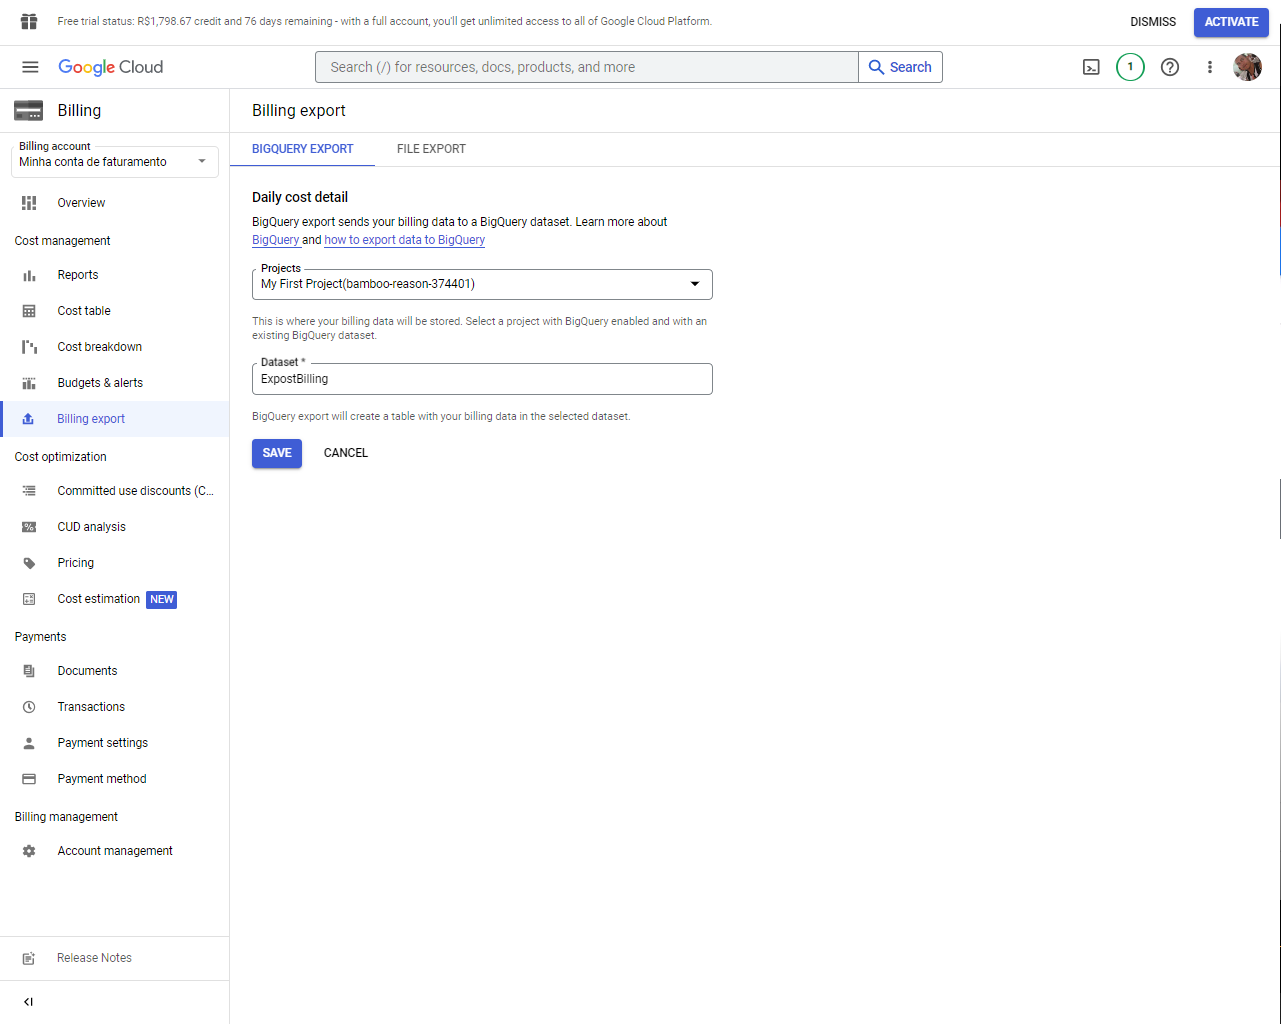 Free trial status: R$1,798.67 credit and 76 days remaining - with a full account, you'll get unlimited access to all of Google Cloud Platform.
DISMISS
ACTIVATE
Google Cloud
Search (/) for resources, docs, products, and more
Search
1
Billing
Billing account
Minha conta de faturamento
Overview
Cost management
Reports
Cost table
Cost breakdown
Budgets & alerts
Billing export
Cost optimization
Committed use discounts (C...
CUD analysis
Pricing
Cost estimation NEW
Payments
Documents
Transactions
Payment settings
Payment method
Billing management
Account management
Release Notes
Billing export
BIGQUERY EXPORT
FILE EXPORT
Daily cost detail
BigQuery export sends your billing data to a BigQuery dataset. Learn more about
BigQuery and how to export data to BigQuery
Projects
My First Project(bamboo-reason-374401)
This is where your billing data will be stored. Select a project with BigQuery enabled and with an
existing BigQuery dataset.
Dataset *
ExpostBilling
BigQuery export will create a table with your billing data in the selected dataset.
SAVE
CANCEL